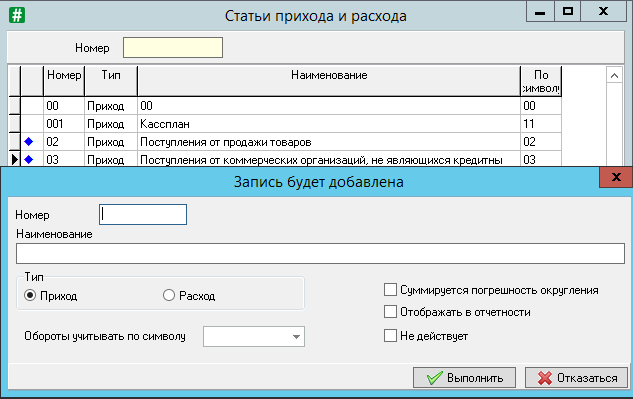 Статьи прихода и расхода
Номер
Номер Тип Наименование По символу
00 Приход 00 00
001 Приход Кассплан 11
02 Приход Поступления от продажи товаров 02
03 Приход Поступления от коммерческих организаций, не являющихся кредитны 03
Запись будет добавлена
Номер
Наименование
Тип
Приход Расход
Суммируется погрешность округления
Отображать в отчетности
Обороты учитывать по символу
Не действует
Выполнить Отказаться